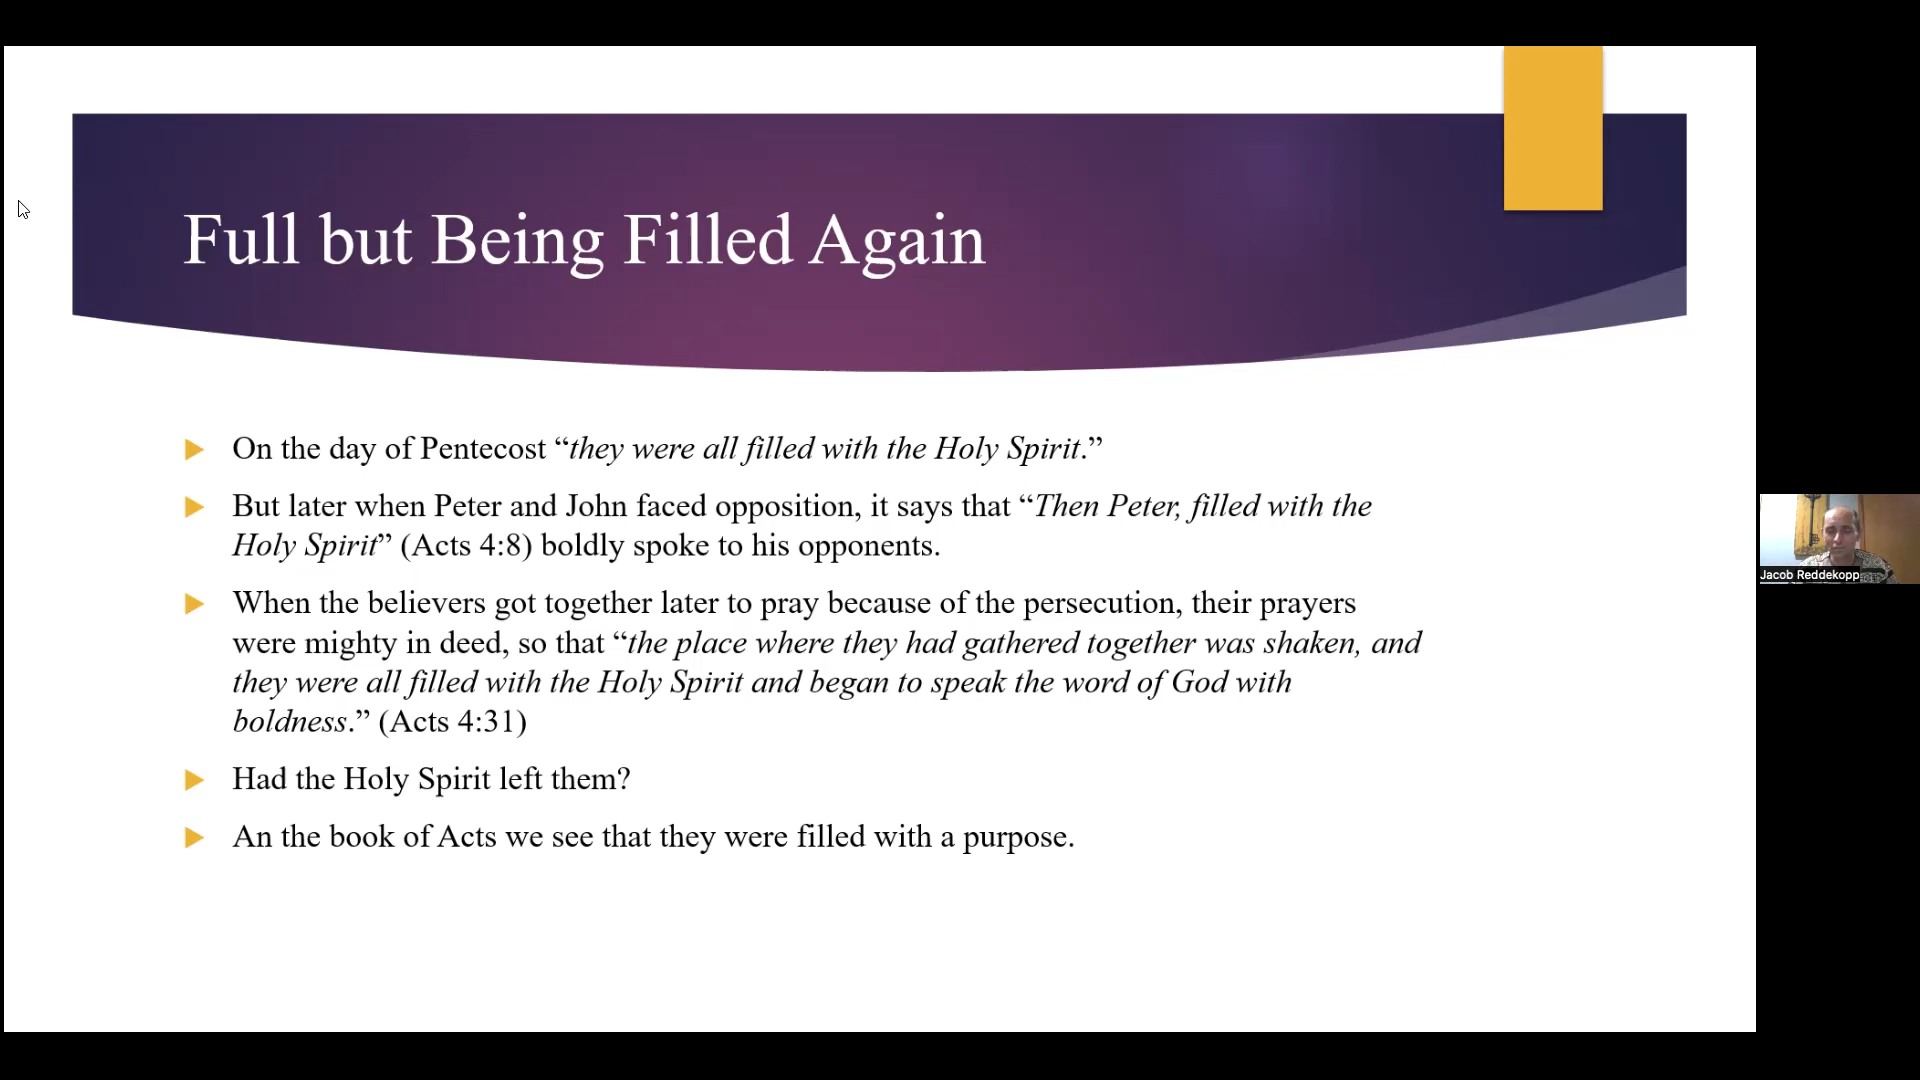 Full but Being Filled Again
On the day of Pentecost “they were all filled with the Holy Spirit.”
But later when Peter and John faced opposition, it says that “Then Peter, filled with the
Holy Spirit” (Acts 4:8) boldly spoke to his opponents.
When the believers got together later to pray because of the persecution, their prayers
were mighty in deed, so that “the place where they had gathered together was shaken, and
they were all filled with the Holy Spirit and began to speak the word of God with
boldness.” (Acts 4:31)
Had the Holy Spirit left them?
An the book of Acts we see that they were filled with a purpose.
Jacob Reddekopp